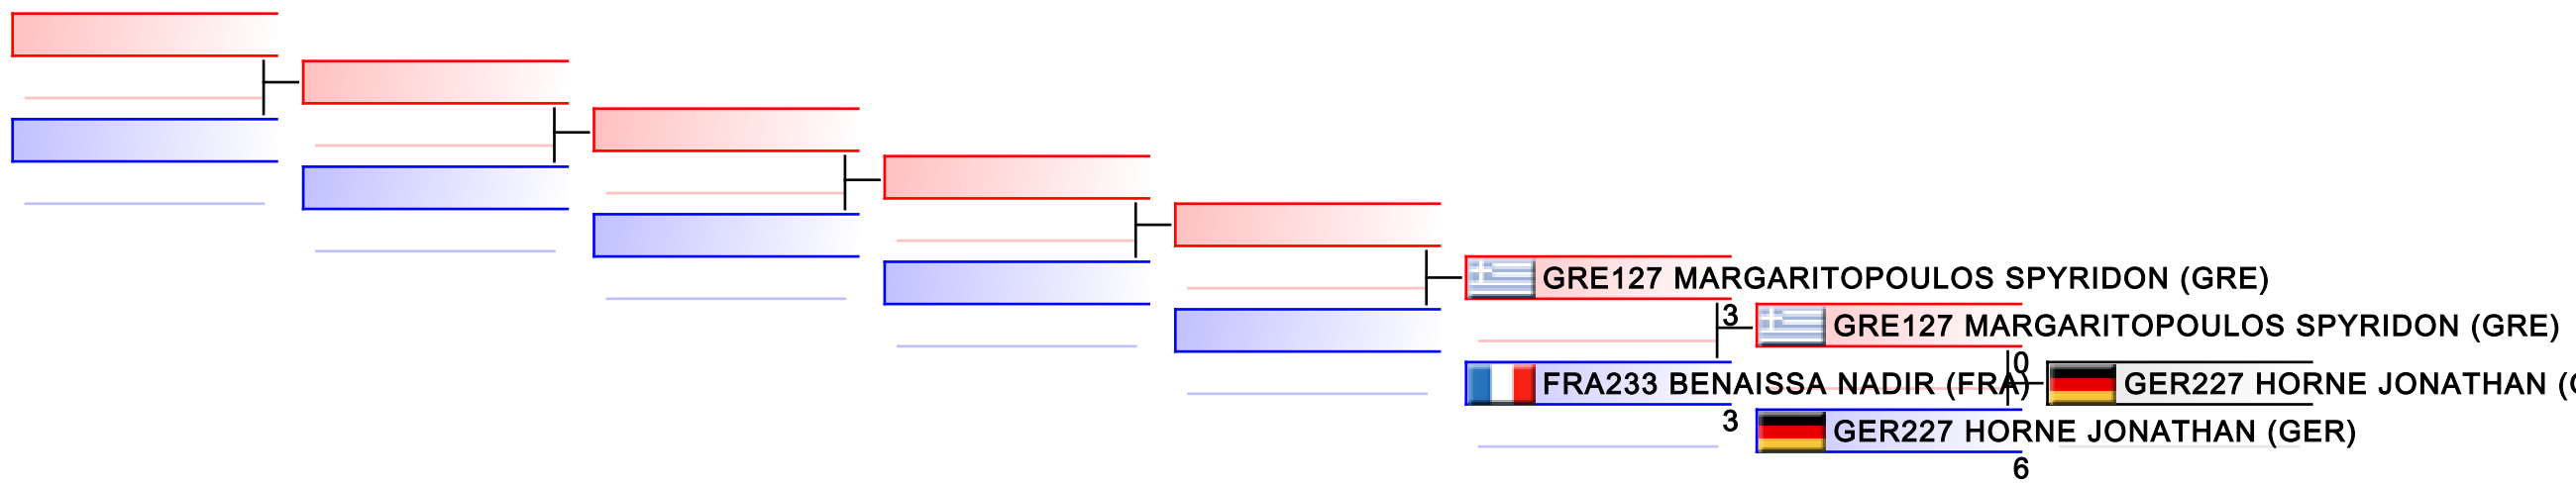 GRE127 MARGARITOPOULOS SPYRIDON (GRE)
3
GRE127 MARGARITOPOULOS SPYRIDON (GRE)
0
FRA233 BENAISSA NADIR (FRA)
GER227 HORNE JONATHAN (
3
GER227 HORNE JONATHAN (GER)
6